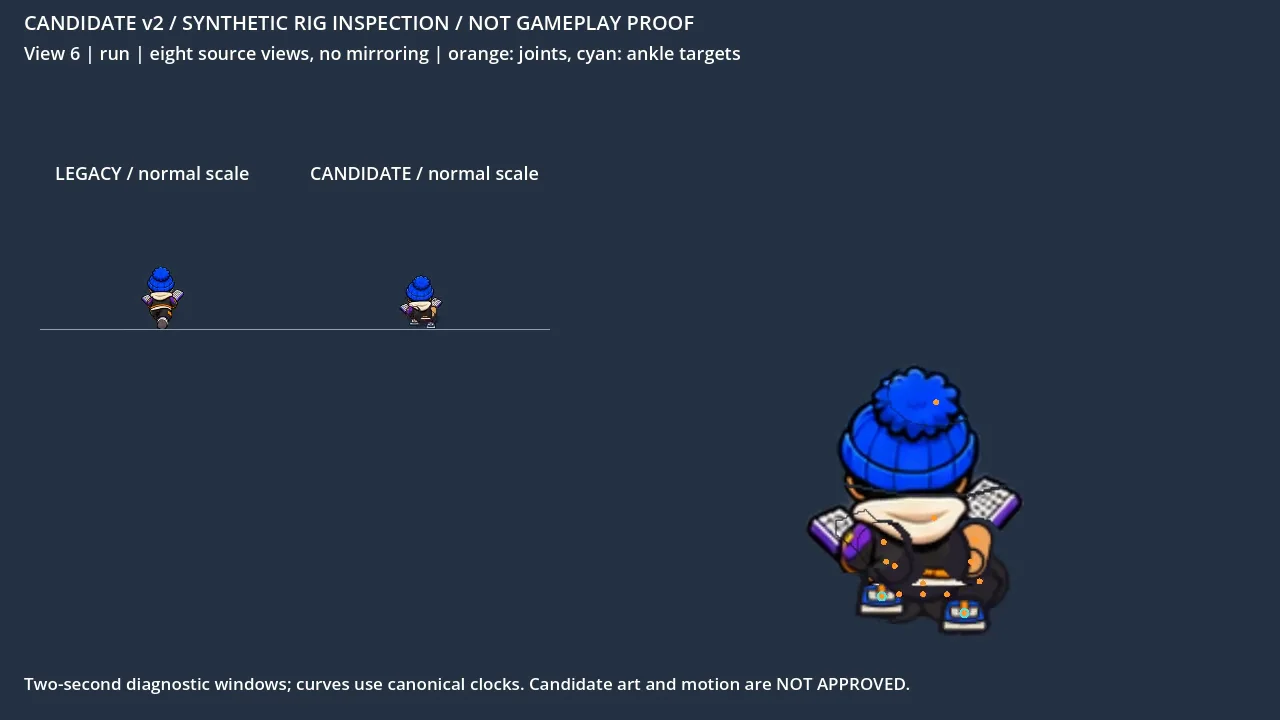 CANDIDATE v2 / SYNTHETIC RIG INSPECTION / NOT GAMEPLAY PROOF
View 6 | run | eight source views, no mirroring | orange: joints, cyan: ankle targets
LEGACY / normal scale
CANDIDATE / normal scale
Two-second diagnostic windows; curves use canonical clocks. Candidate art and motion are NOT APPROVED.